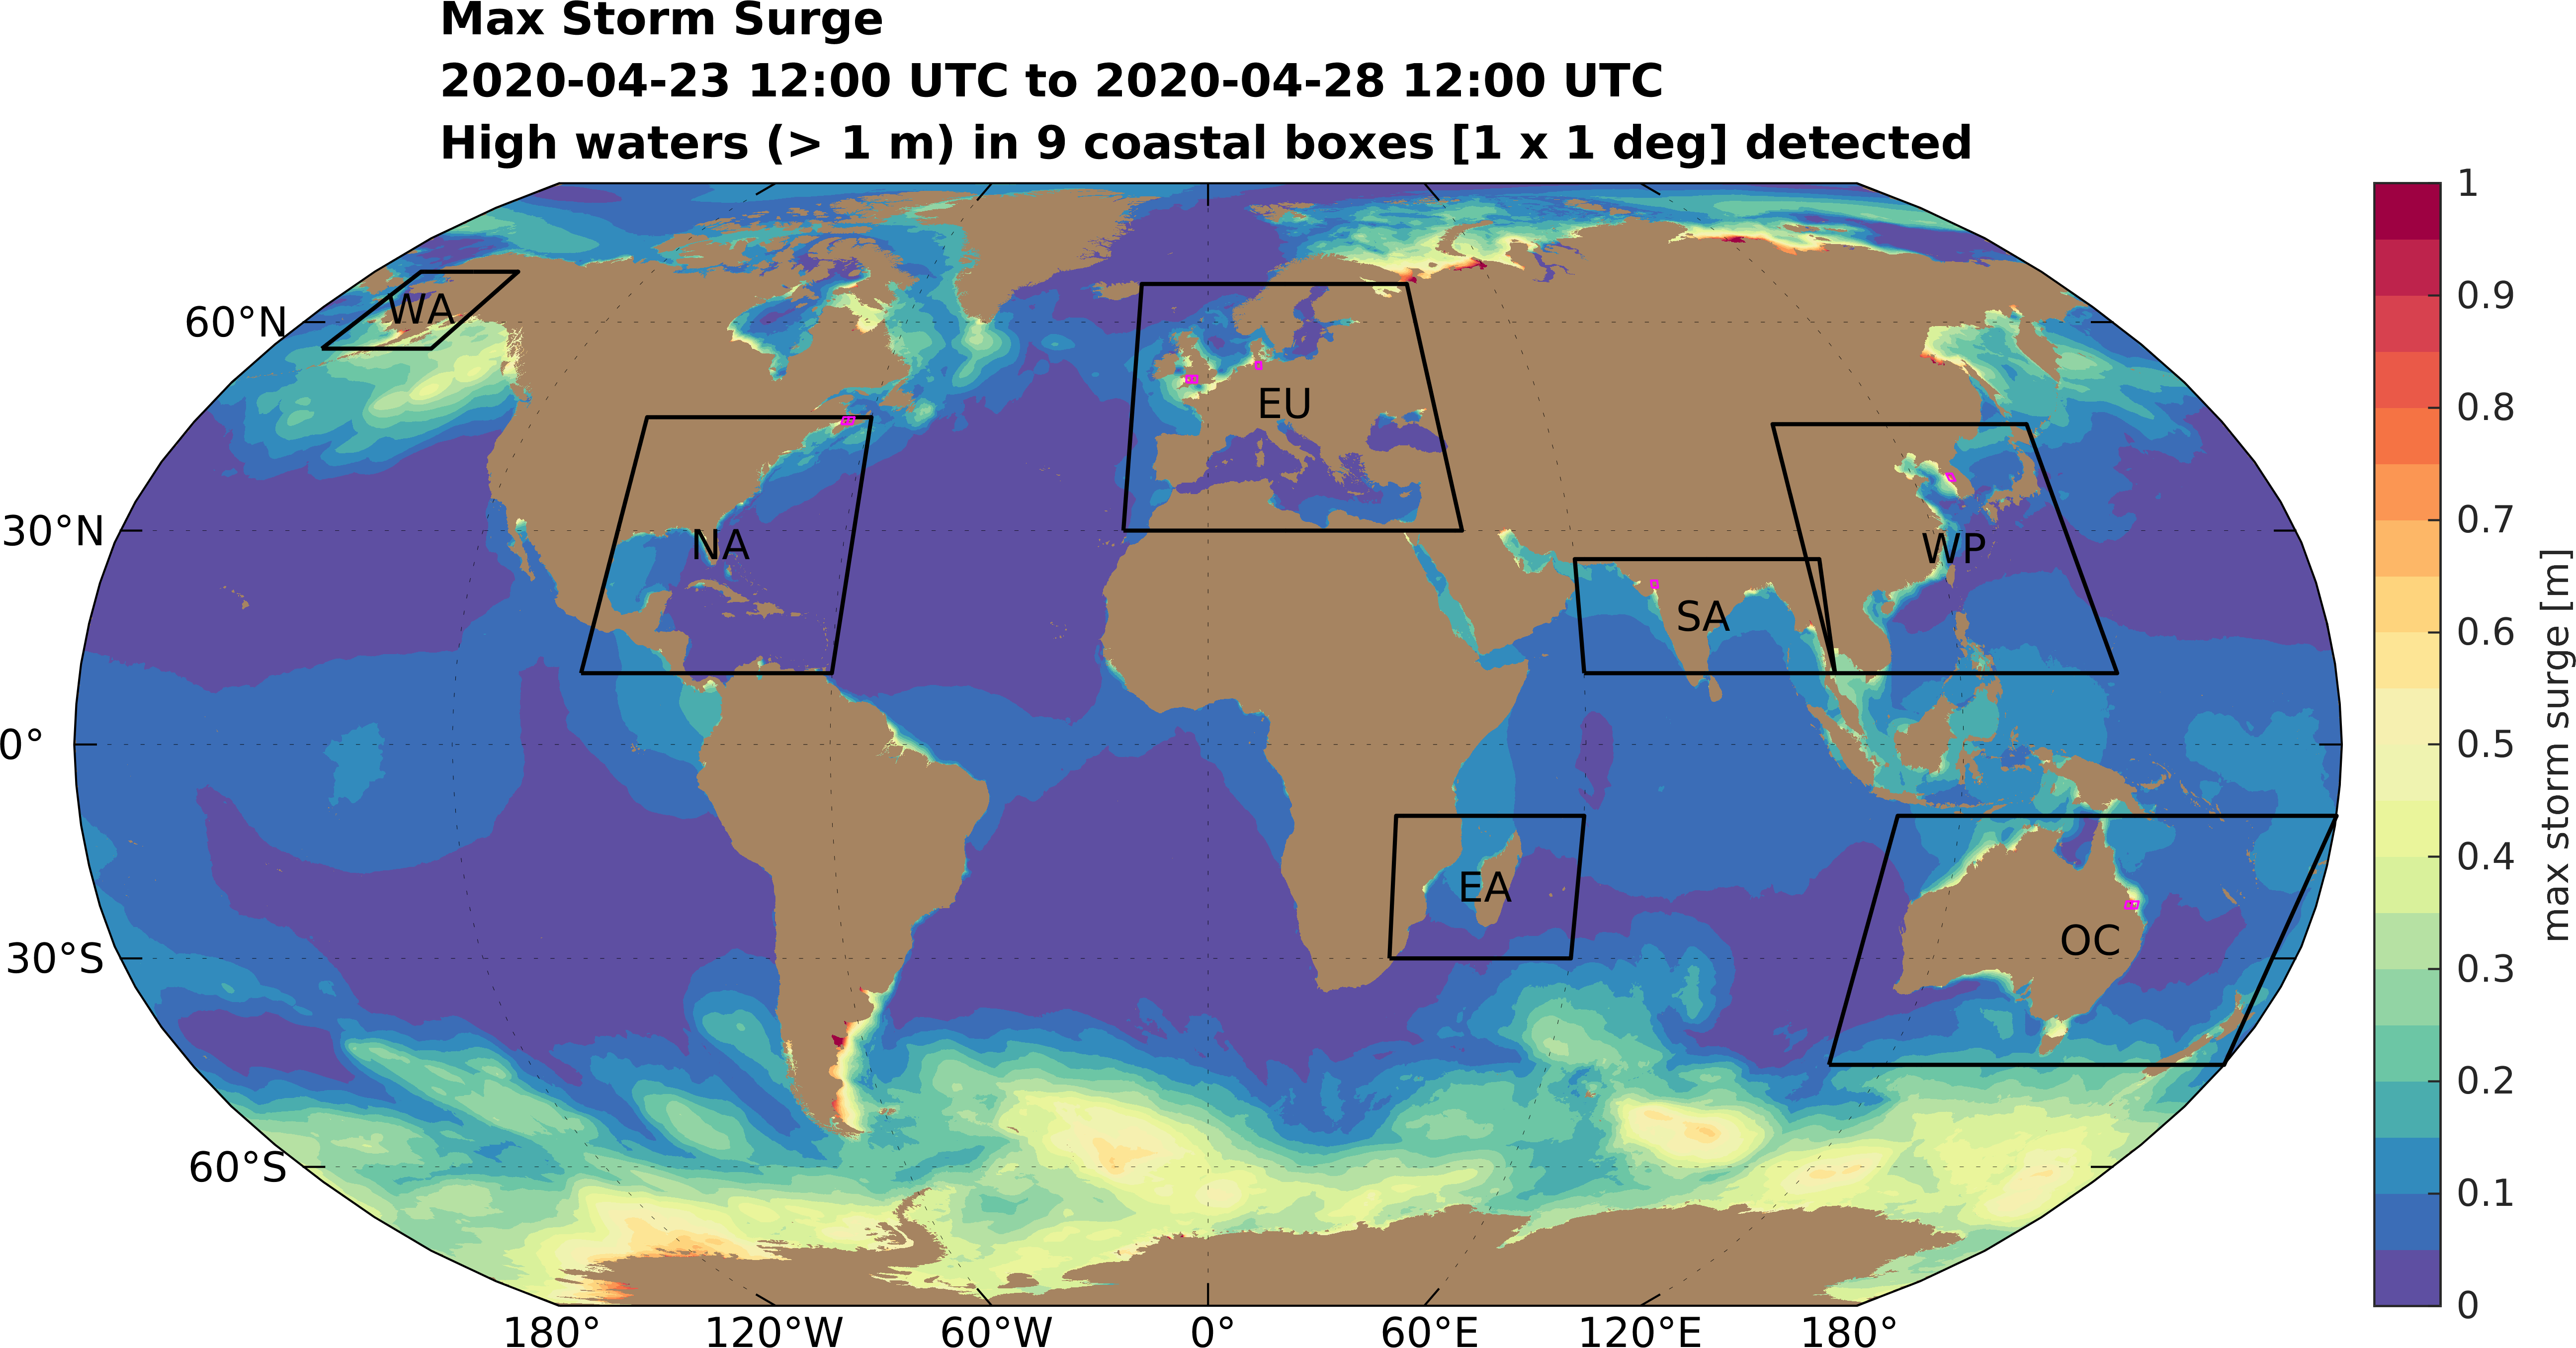 Max Storm Surge
2020-04-23 12:00 UTC to 2020-04-28 12:00 UTC
High waters (> 1 m) in 9 coastal boxes [1 x 1 deg] detected
60°N
30°N
0°
30°S
60°S
WA
NA
EU
SA
WP
EA
OC
180°
120°W
60°W
0°
60°E
120°E
180°
1
0.9
0.8
0.7
0.6
0.5
0.4
0.3
0.2
0.1
0
max storm surge [m]